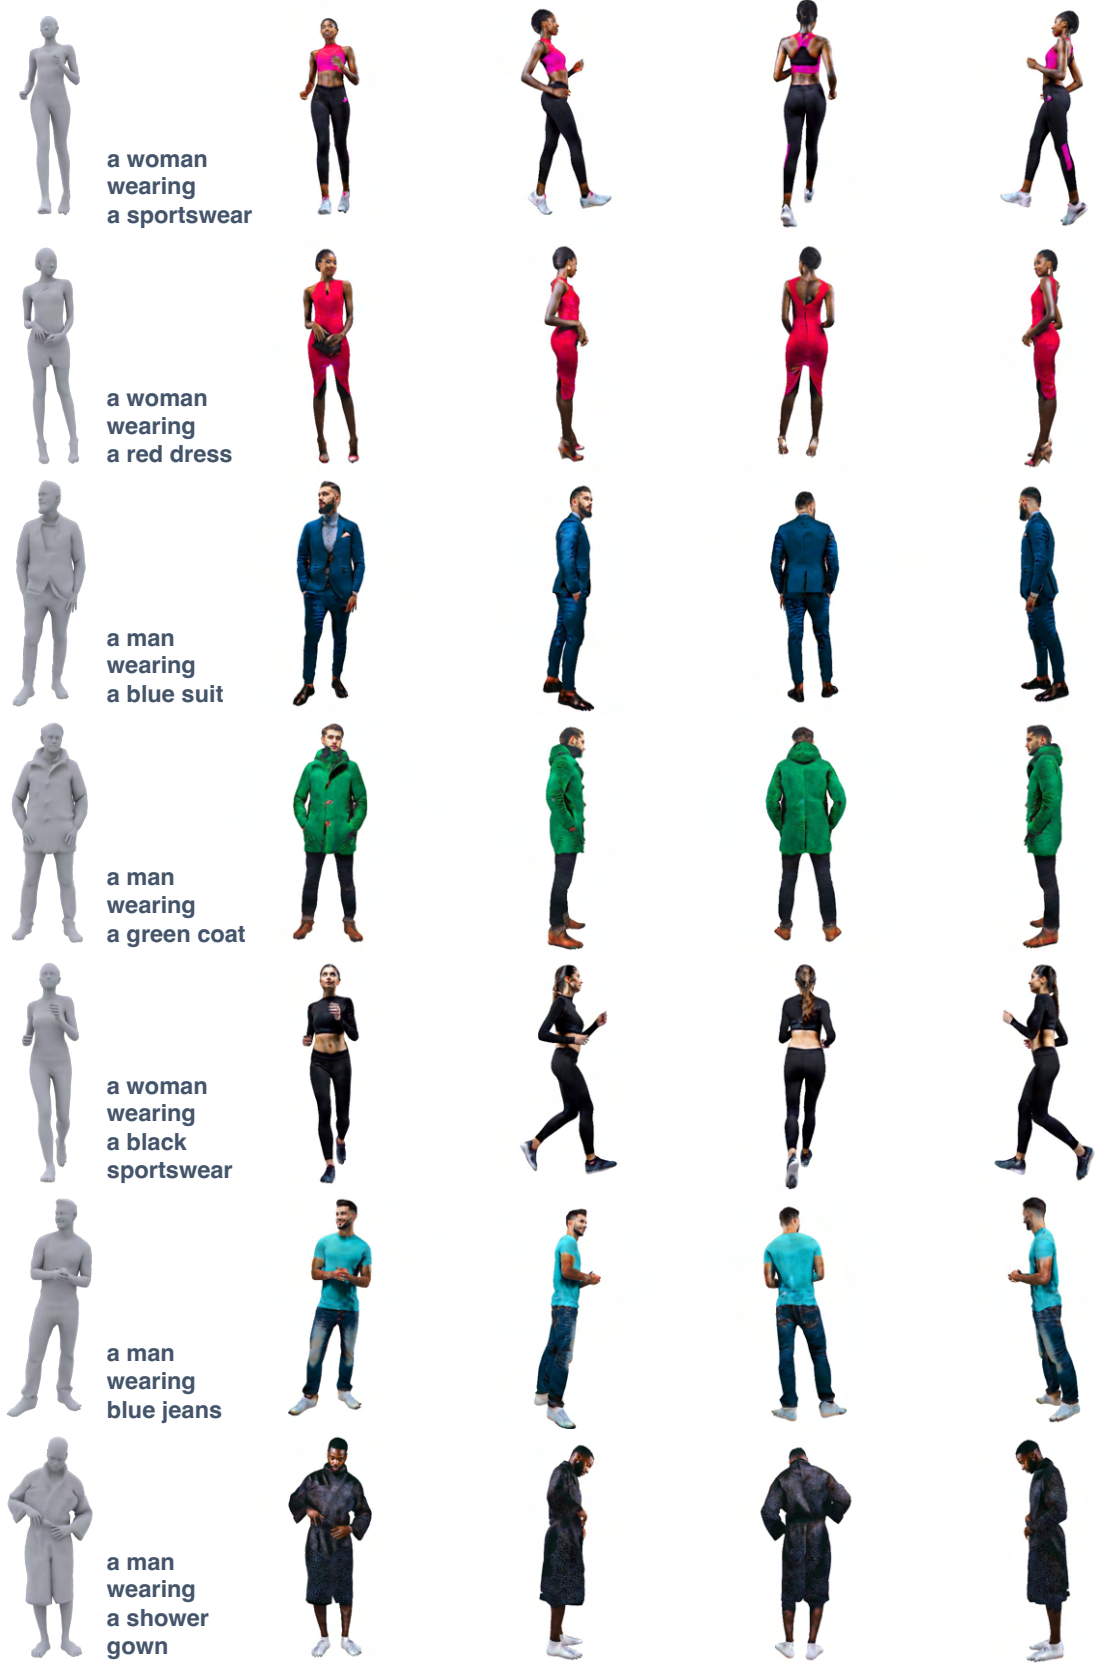 a woman
wearing
a sportswear
a woman
wearing
a red dress
a man
wearing
a blue suit
a man
wearing
a green coat
a woman
wearing
a black
sportswear
a man
wearing
blue jeans
a man
wearing
a shower
gown